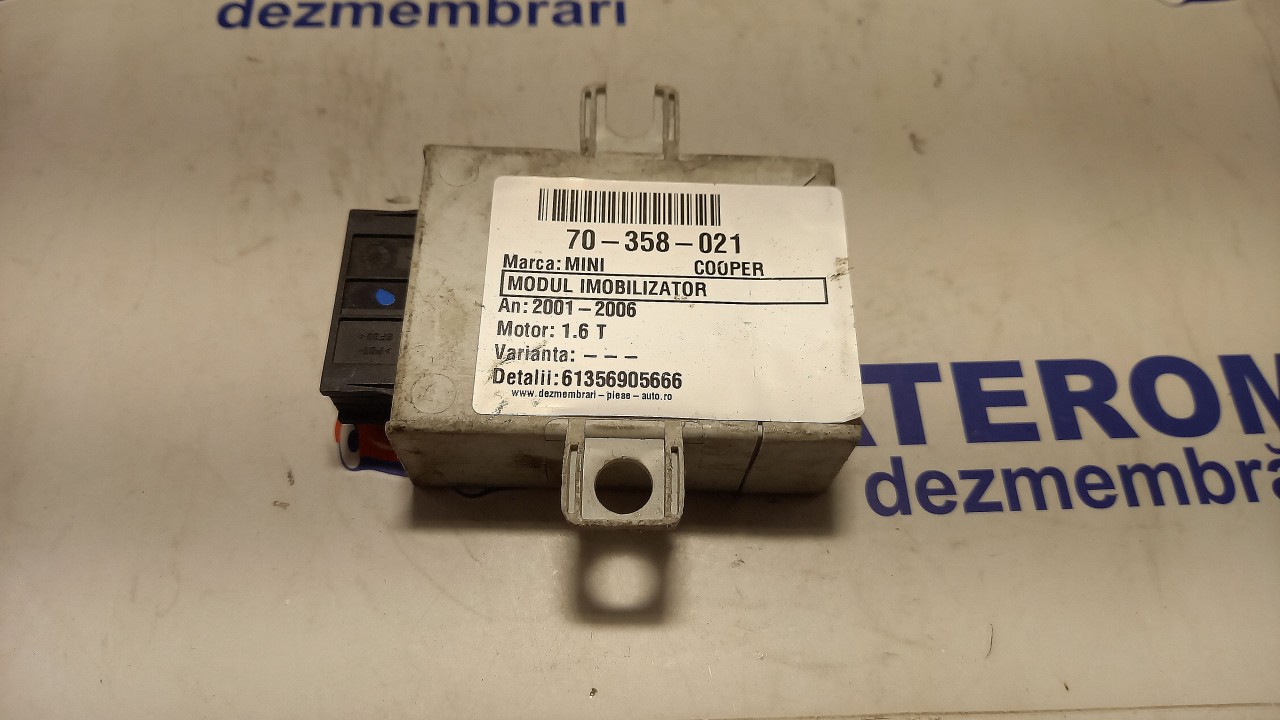 dezmembrări
70-358-021
Marca: MINI COOPER
MODUL IMOBILIZATOR
An: 2001-2006
Motor: 1.6 T
Varianta: ---
Detalii: 61356905666
www.dezmembrari-piese-auto.ro
ATEROM
dezmembră